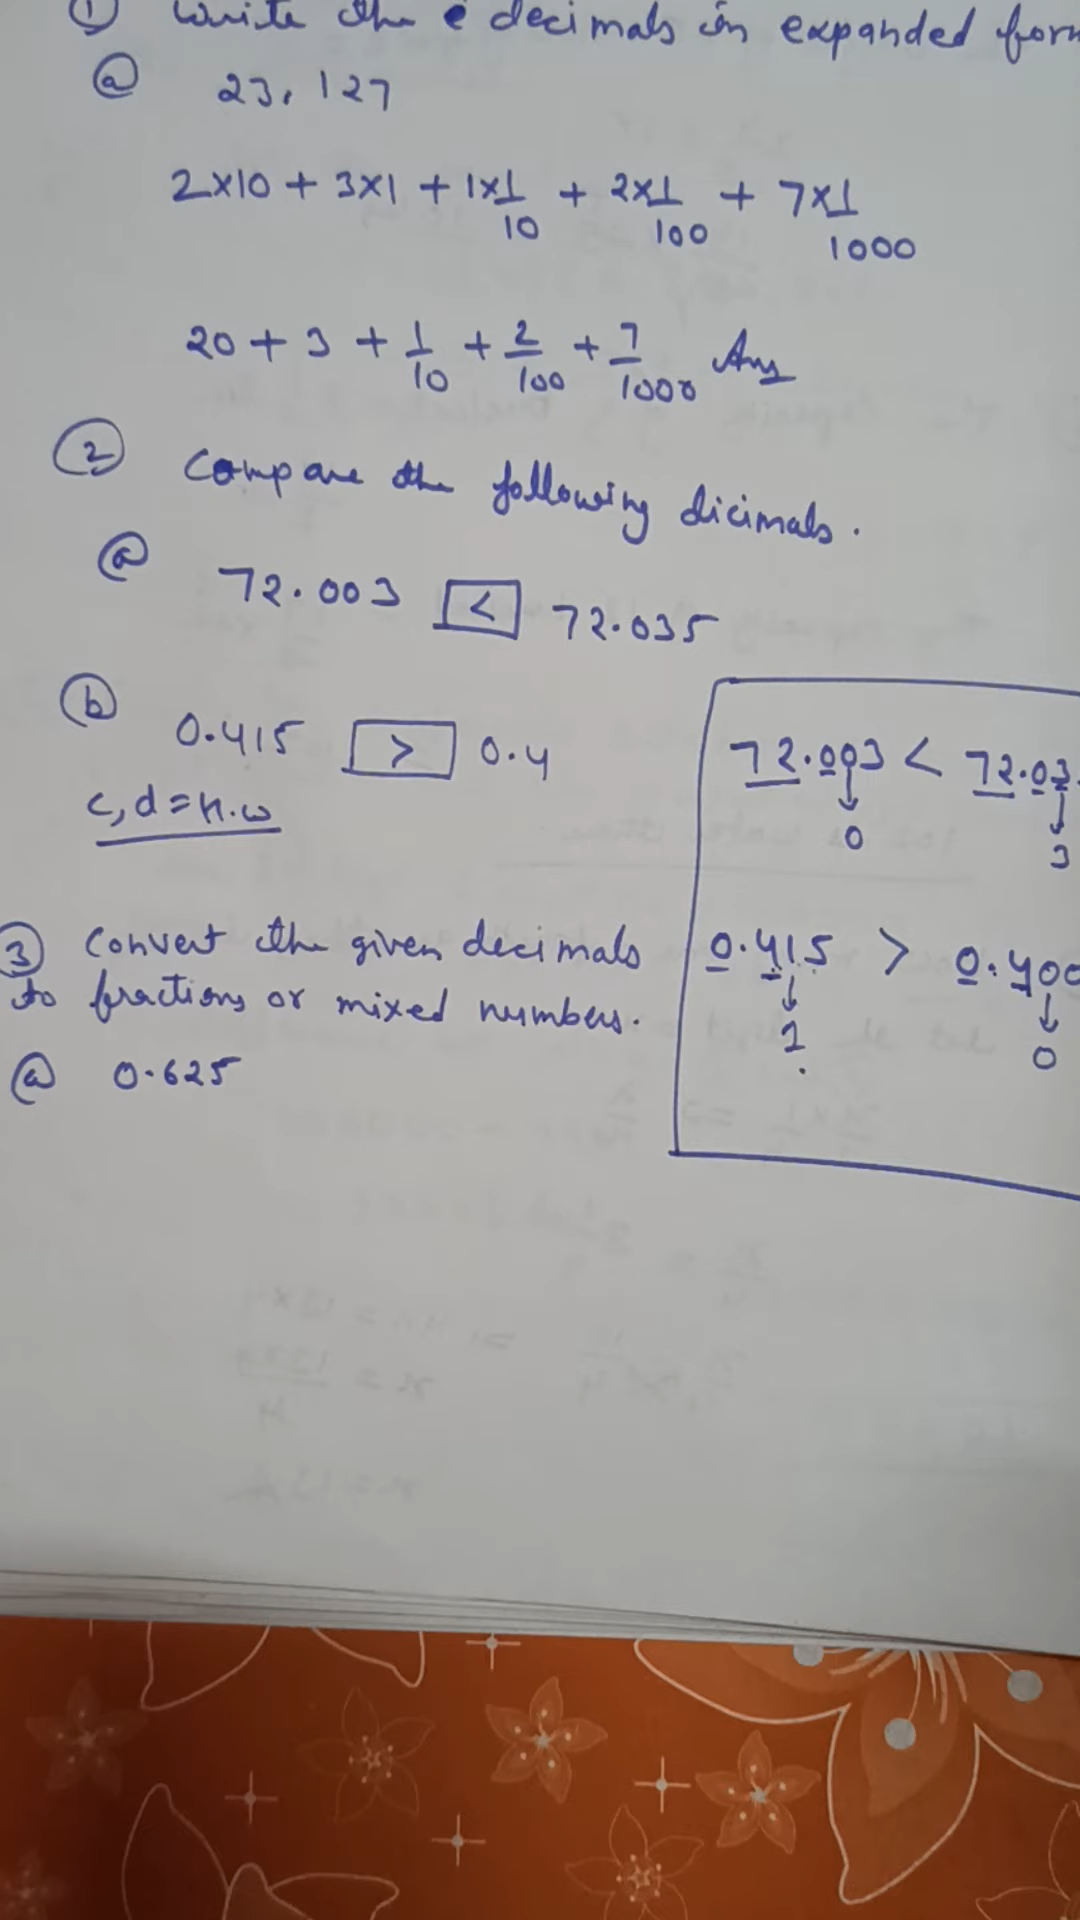 ① Write the e decimals in expanded form
ⓐ 23.127
2×10 + 3×1 + 1×1/10 + 2×1/100 + 7×1/1000
20 + 3 + 1/10 + 2/100 + 7/1000 Ans
② Compare the following dicimals.
ⓐ 72.003 < 72.035
ⓑ 0.415 > 0.4
c, d = H.W
72.003 < 72.03
0 3
0.415 > 0.400
1 0
③ Convert the given decimals
to fractions or mixed numbers.
ⓐ 0.625